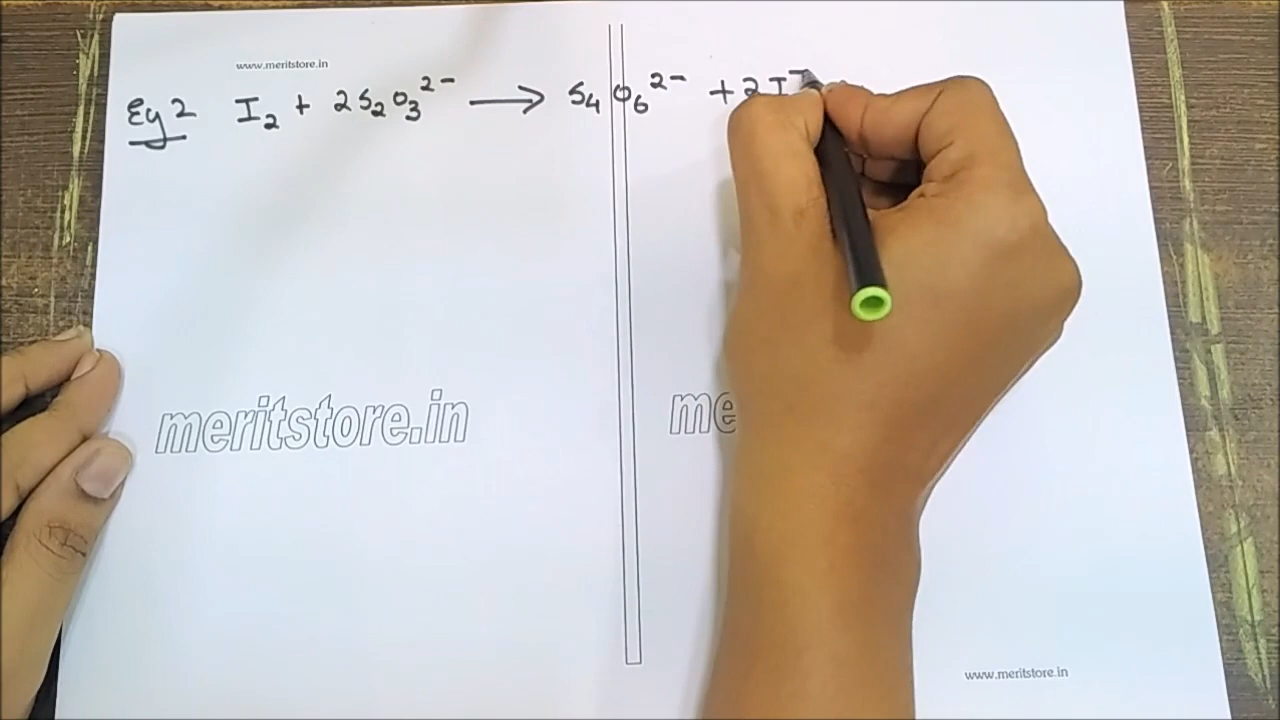 www.meritstore.in
Eg 2 I₂ + 2S₂O₃²⁻ ⟶ S₄O₆²⁻ + 2I⁻
meritstore.in
www.meritstore.in